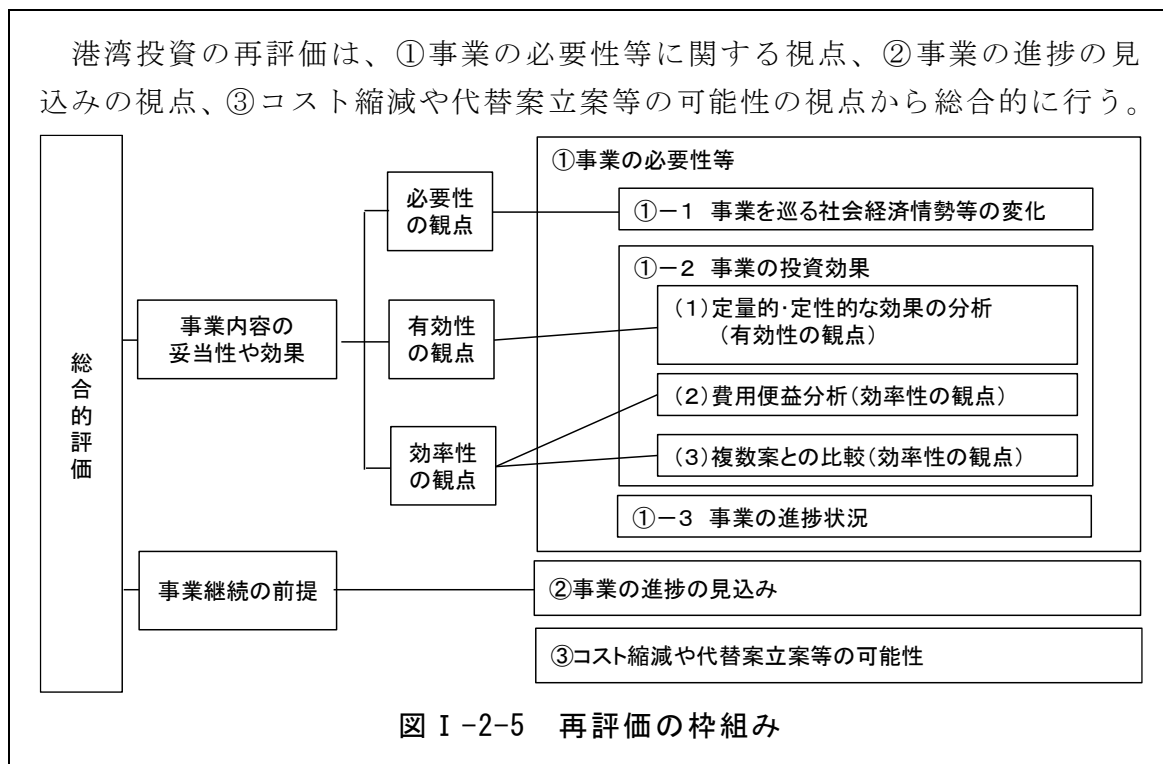 港湾投資の再評価は、①事業の必要性等に関する視点、②事業の進捗の見
込みの視点、③コスト縮減や代替案立案等の可能性の視点から総合的に行う。
総合的評価
事業内容の
妥当性や効果
事業継続の前提
必要性
の観点
有効性
の観点
効率性
の観点
①事業の必要性等
①－1 事業を巡る社会経済情勢等の変化
①－2 事業の投資効果
(1)定量的・定性的な効果の分析
(有効性の観点)
(2)費用便益分析(効率性の観点)
(3)複数案との比較(効率性の観点)
①－3 事業の進捗状況
②事業の進捗の見込み
③コスト縮減や代替案立案等の可能性
図Ⅰ-2-5 再評価の枠組み